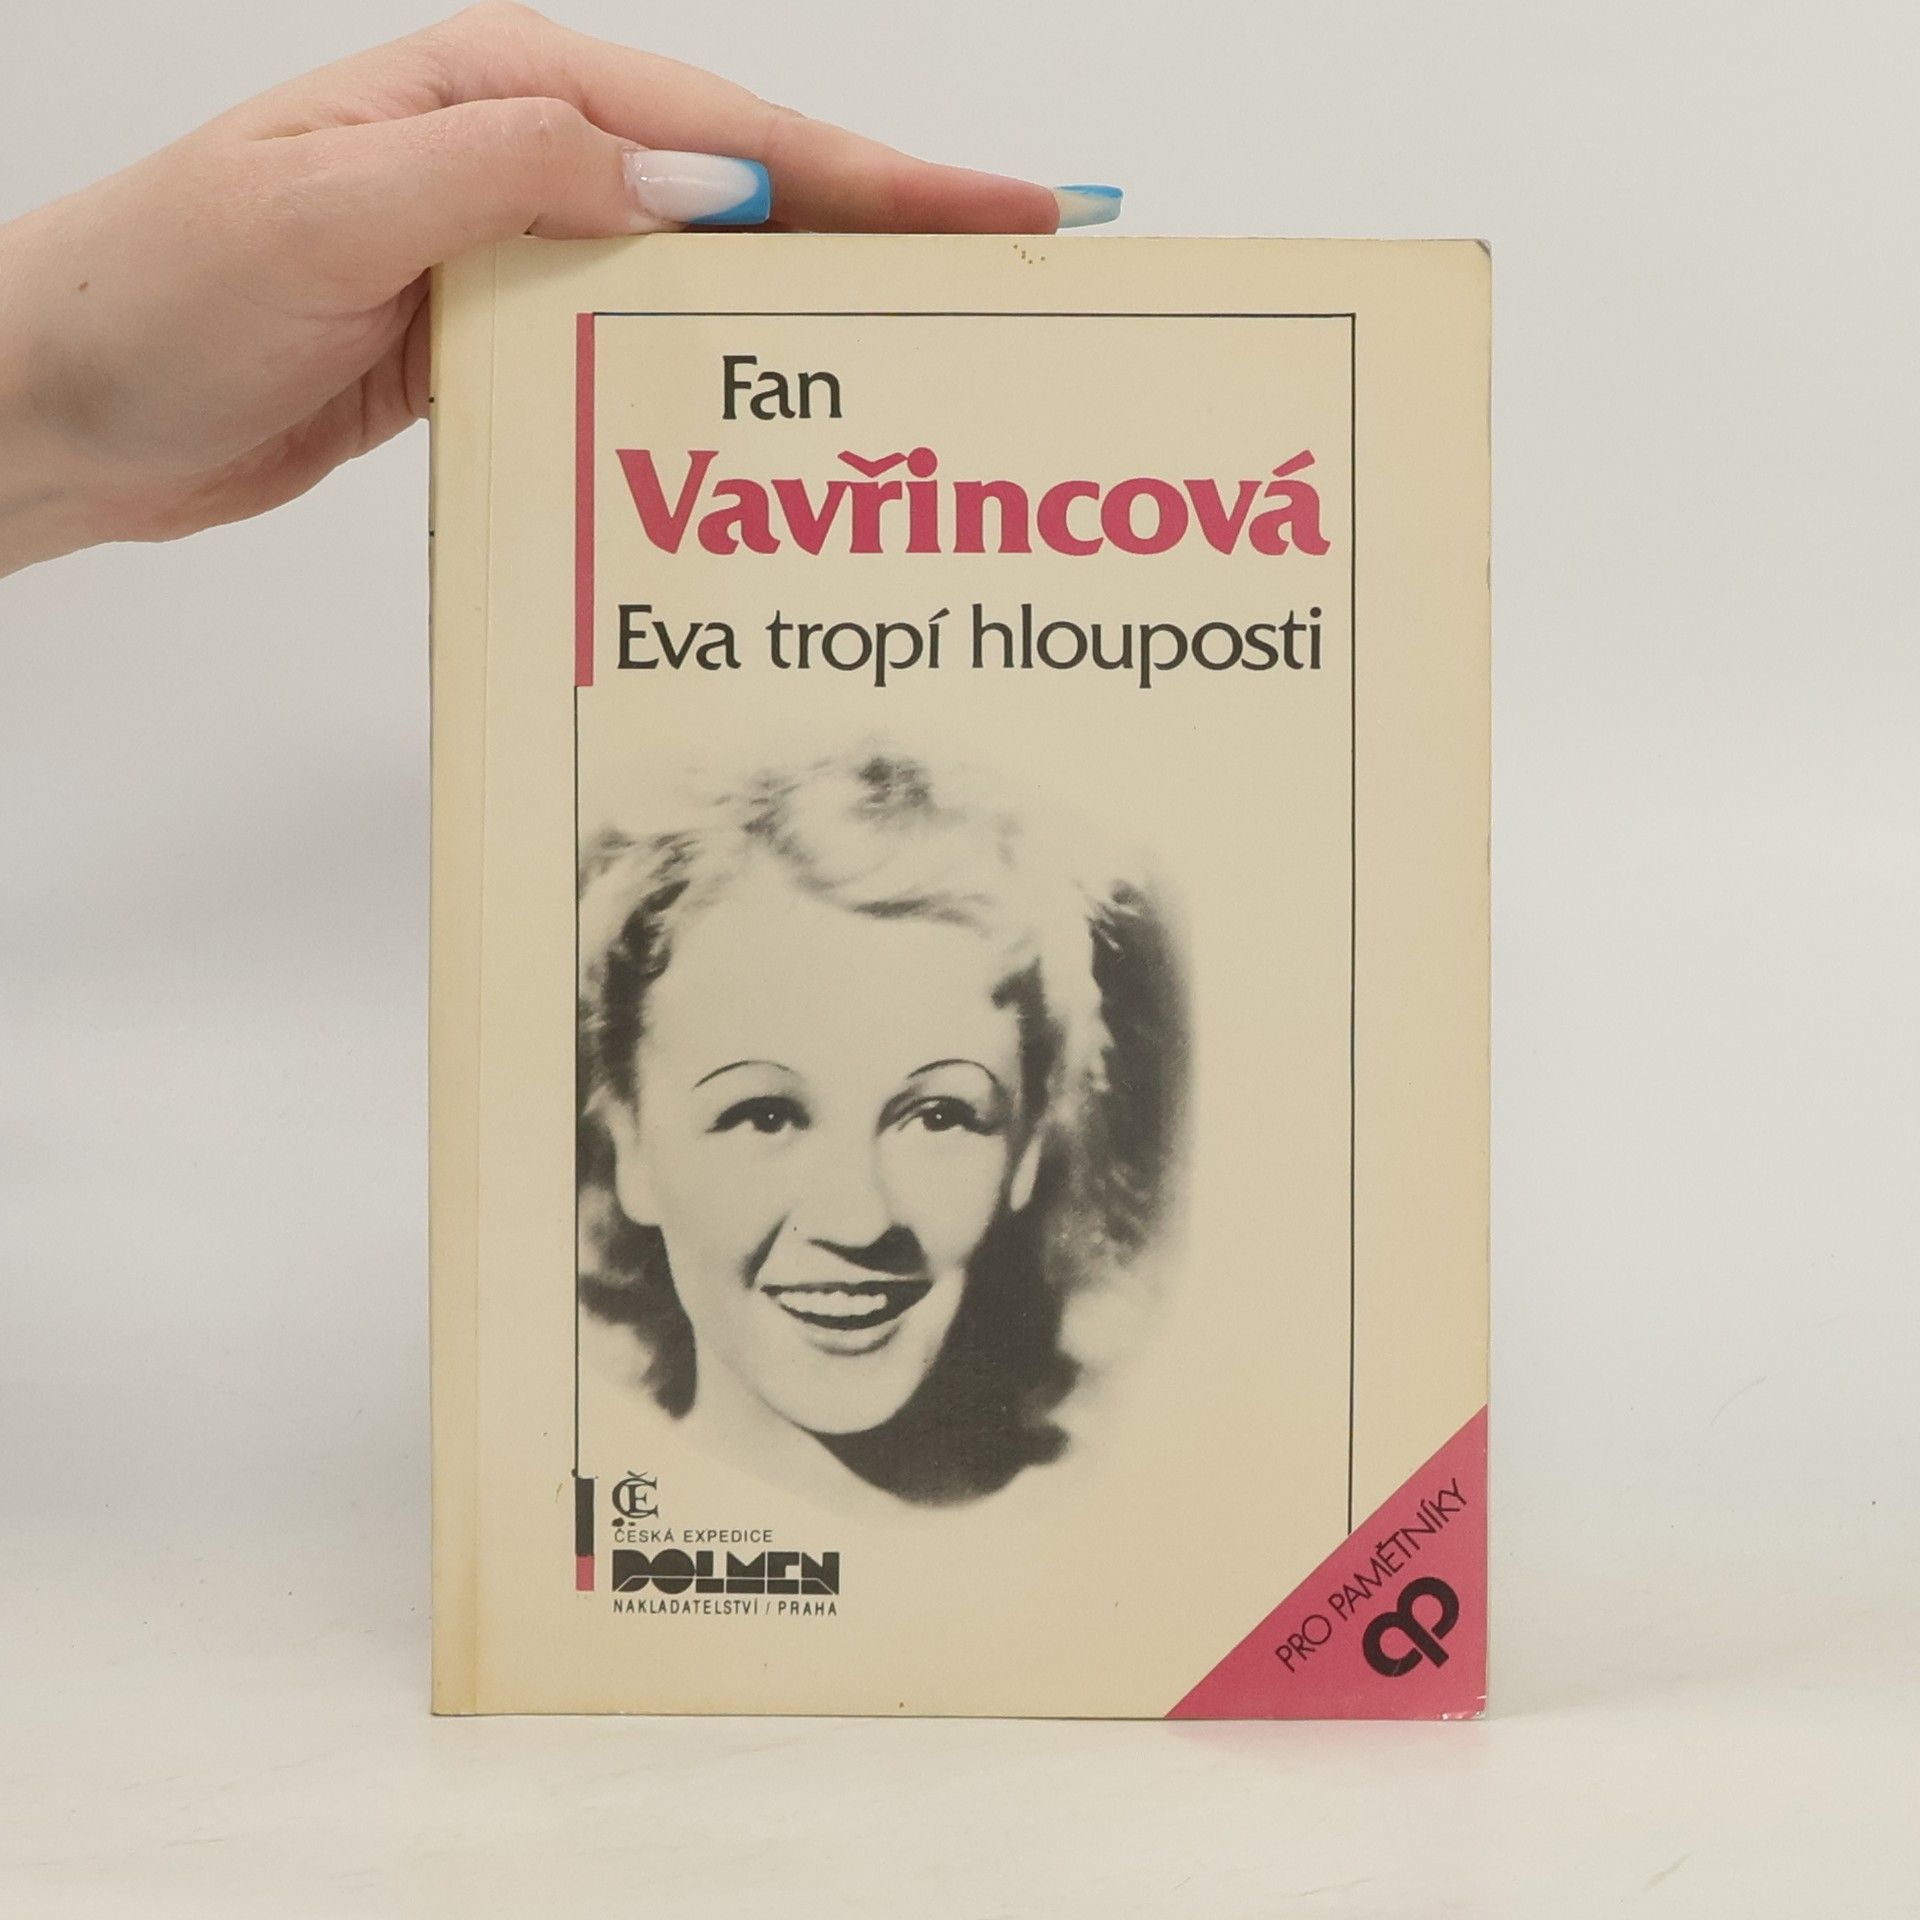 Fan
Vavřincová
Eva tropí hlouposti
ČE
ČESKÁ EXPEDICE
DOLMEN
NAKLADATELSTVÍ / PRAHA
PRO PAMĚTNÍKY